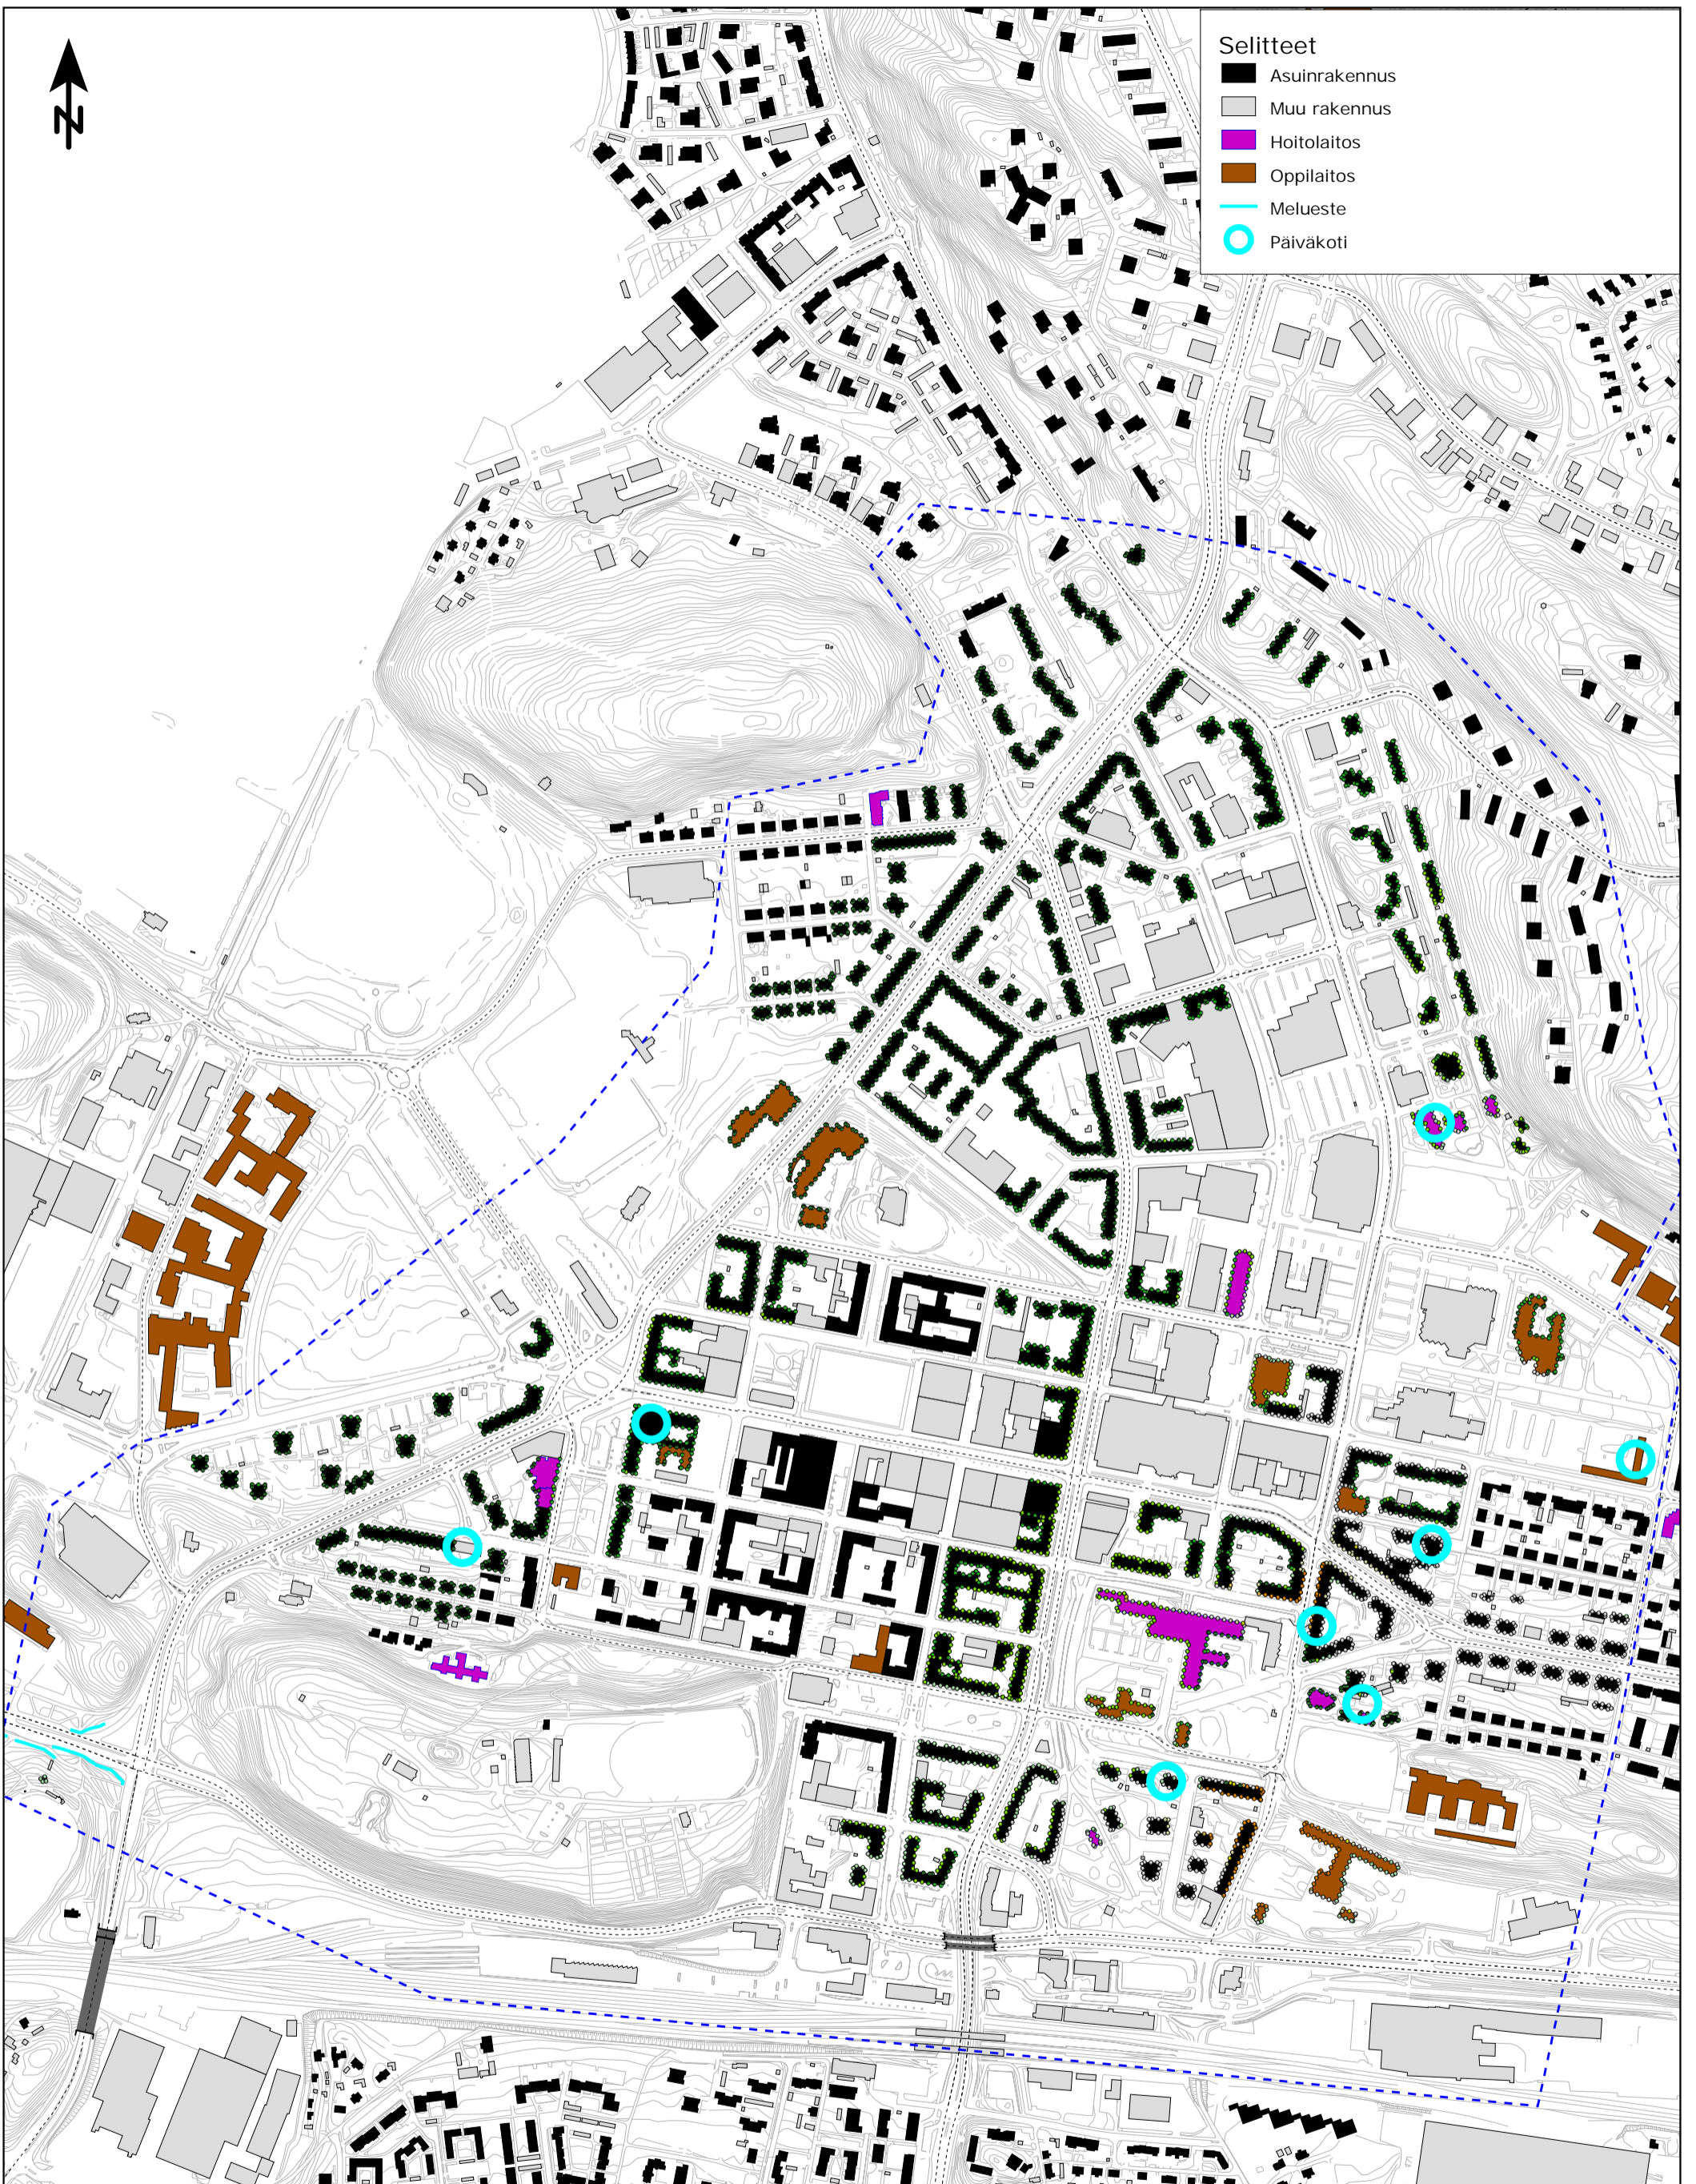 N
Selitteet
Asuinrakennus
Muu rakennus
Hoitolaitos
Oppilaitos
Melueste
Päiväkoti